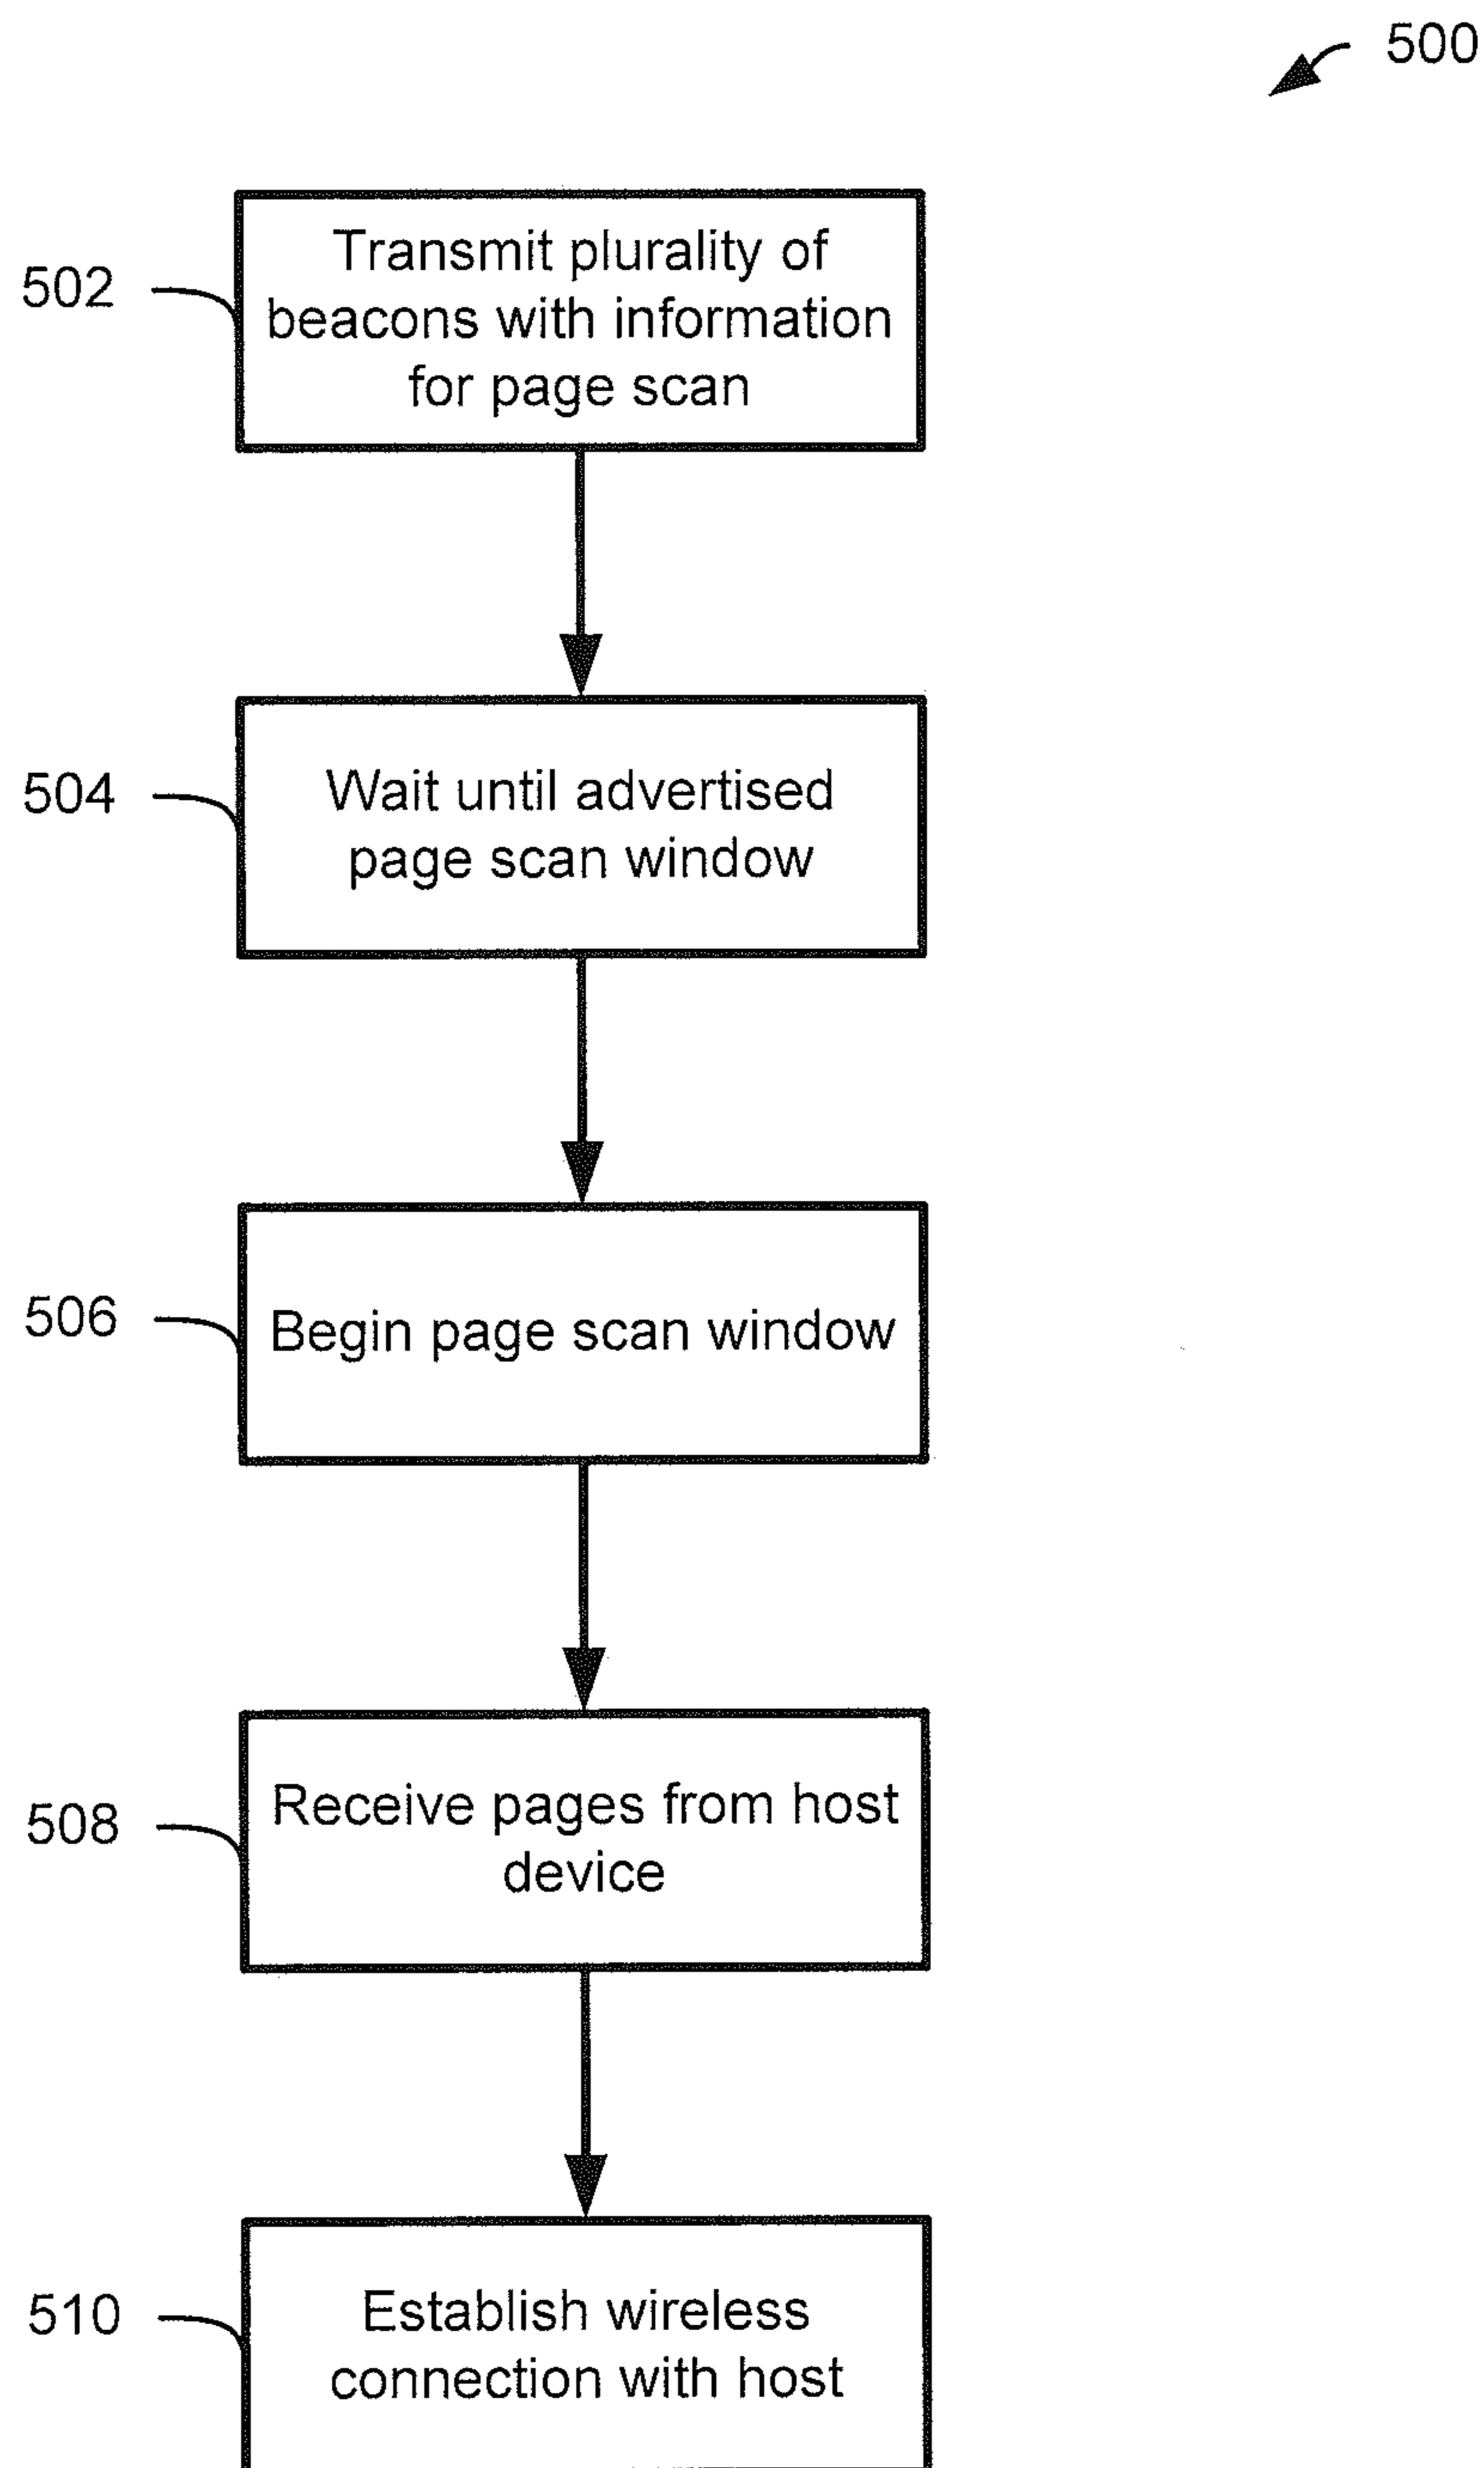 500
502
Transmit plurality of
beacons with information
for page scan
504
Wait until advertised
page scan window
506
Begin page scan window
508
Receive pages from host
device
510
Establish wireless
connection with host